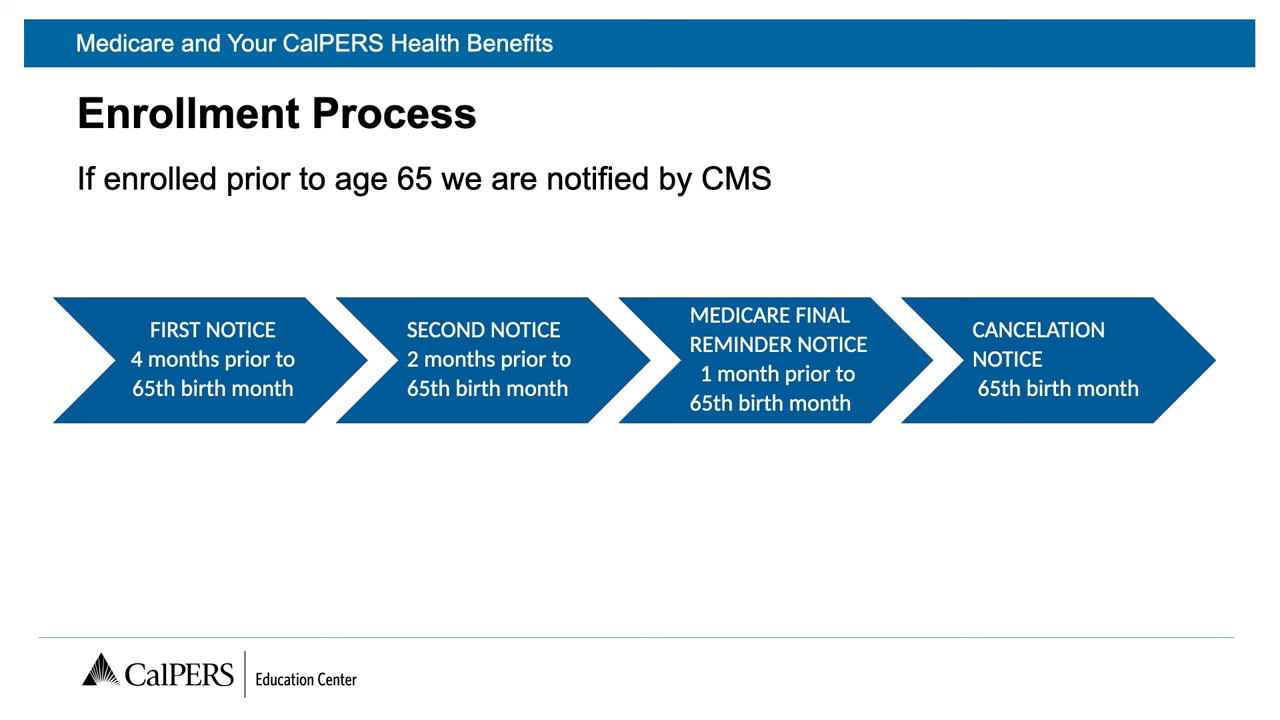 Medicare and Your CalPERS Health Benefits
Enrollment Process
If enrolled prior to age 65 we are notified by CMS
FIRST NOTICE
4 months prior to
65th birth month
SECOND NOTICE
2 months prior to
65th birth month
MEDICARE FINAL
REMINDER NOTICE
1 month prior to
65th birth month
CANCELATION
NOTICE
65th birth month
CalPERS
Education Center